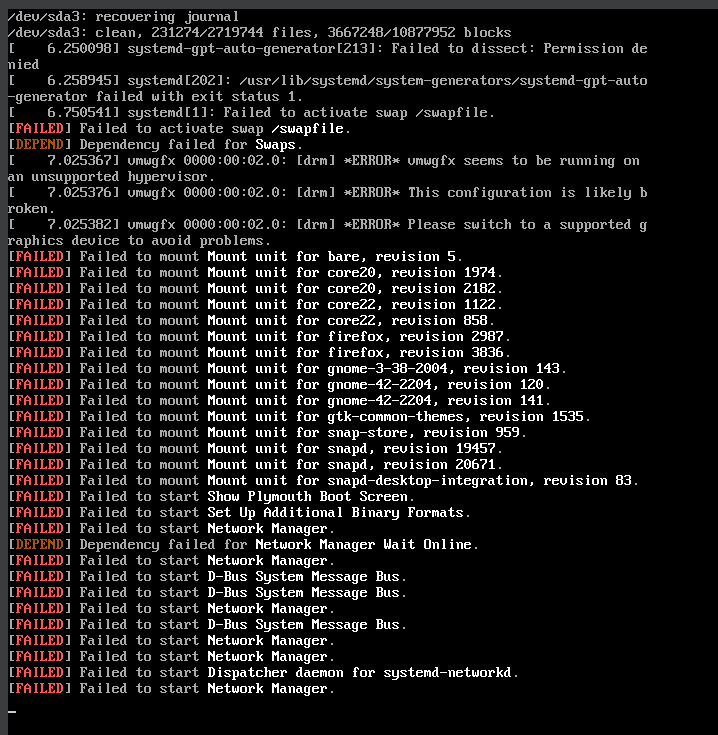 /dev/sda3: recovering journal
/dev/sda3: clean, 231274/2719744 files, 3667248/10877952 blocks
[    6.250098] systemd-gpt-auto-generator[213]: Failed to dissect: Permission de
nied
[    6.258945] systemd[202]: /usr/lib/systemd/system-generators/systemd-gpt-auto
-generator failed with exit status 1.
[    6.750541] systemd[1]: Failed to activate swap /swapfile.
[FAILED] Failed to activate swap /swapfile.
[DEPEND] Dependency failed for Swaps.
[    7.025367] vmwgfx 0000:00:02.0: [drm] *ERROR* vmwgfx seems to be running on
an unsupported hypervisor.
[    7.025376] vmwgfx 0000:00:02.0: [drm] *ERROR* This configuration is likely b
roken.
[    7.025382] vmwgfx 0000:00:02.0: [drm] *ERROR* Please switch to a supported g
raphics device to avoid problems.
[FAILED] Failed to mount Mount unit for bare, revision 5.
[FAILED] Failed to mount Mount unit for core20, revision 1974.
[FAILED] Failed to mount Mount unit for core20, revision 2182.
[FAILED] Failed to mount Mount unit for core22, revision 1122.
[FAILED] Failed to mount Mount unit for core22, revision 858.
[FAILED] Failed to mount Mount unit for firefox, revision 2987.
[FAILED] Failed to mount Mount unit for firefox, revision 3836.
[FAILED] Failed to mount Mount unit for gnome-3-38-2004, revision 143.
[FAILED] Failed to mount Mount unit for gnome-42-2204, revision 120.
[FAILED] Failed to mount Mount unit for gnome-42-2204, revision 141.
[FAILED] Failed to mount Mount unit for gtk-common-themes, revision 1535.
[FAILED] Failed to mount Mount unit for snap-store, revision 959.
[FAILED] Failed to mount Mount unit for snapd, revision 19457.
[FAILED] Failed to mount Mount unit for snapd, revision 20671.
[FAILED] Failed to mount Mount unit for snapd-desktop-integration, revision 83.
[FAILED] Failed to start Show Plymouth Boot Screen.
[FAILED] Failed to start Set Up Additional Binary Formats.
[FAILED] Failed to start Network Manager.
[DEPEND] Dependency failed for Network Manager Wait Online.
[FAILED] Failed to start Network Manager.
[FAILED] Failed to start D-Bus System Message Bus.
[FAILED] Failed to start D-Bus System Message Bus.
[FAILED] Failed to start Network Manager.
[FAILED] Failed to start D-Bus System Message Bus.
[FAILED] Failed to start Network Manager.
[FAILED] Failed to start Network Manager.
[FAILED] Failed to start Dispatcher daemon for systemd-networkd.
[FAILED] Failed to start Network Manager.